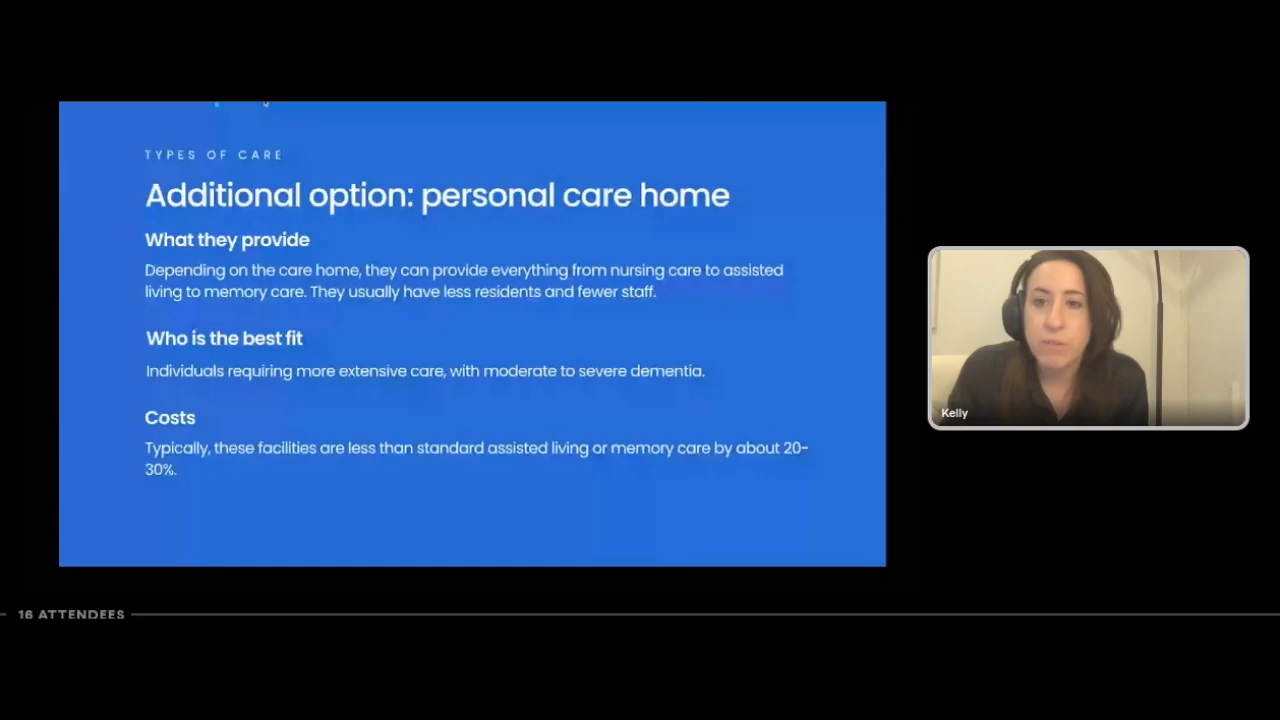 TYPES OF CARE
Additional option: personal care home
What they provide
Depending on the care home, they can provide everything from nursing care to assisted
living to memory care. They usually have less residents and fewer staff.
Who is the best fit
Individuals requiring more extensive care, with moderate to severe dementia.
Costs
Typically, these facilities are less than standard assisted living or memory care by about 20-
30%.
Kelly
16 ATTENDEES